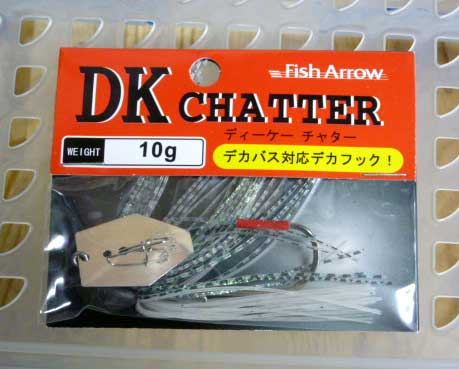 Fish Arrow
DK CHATTER
ディーケー チャター
WEIGHT 10g
デカバス対応デカフック！